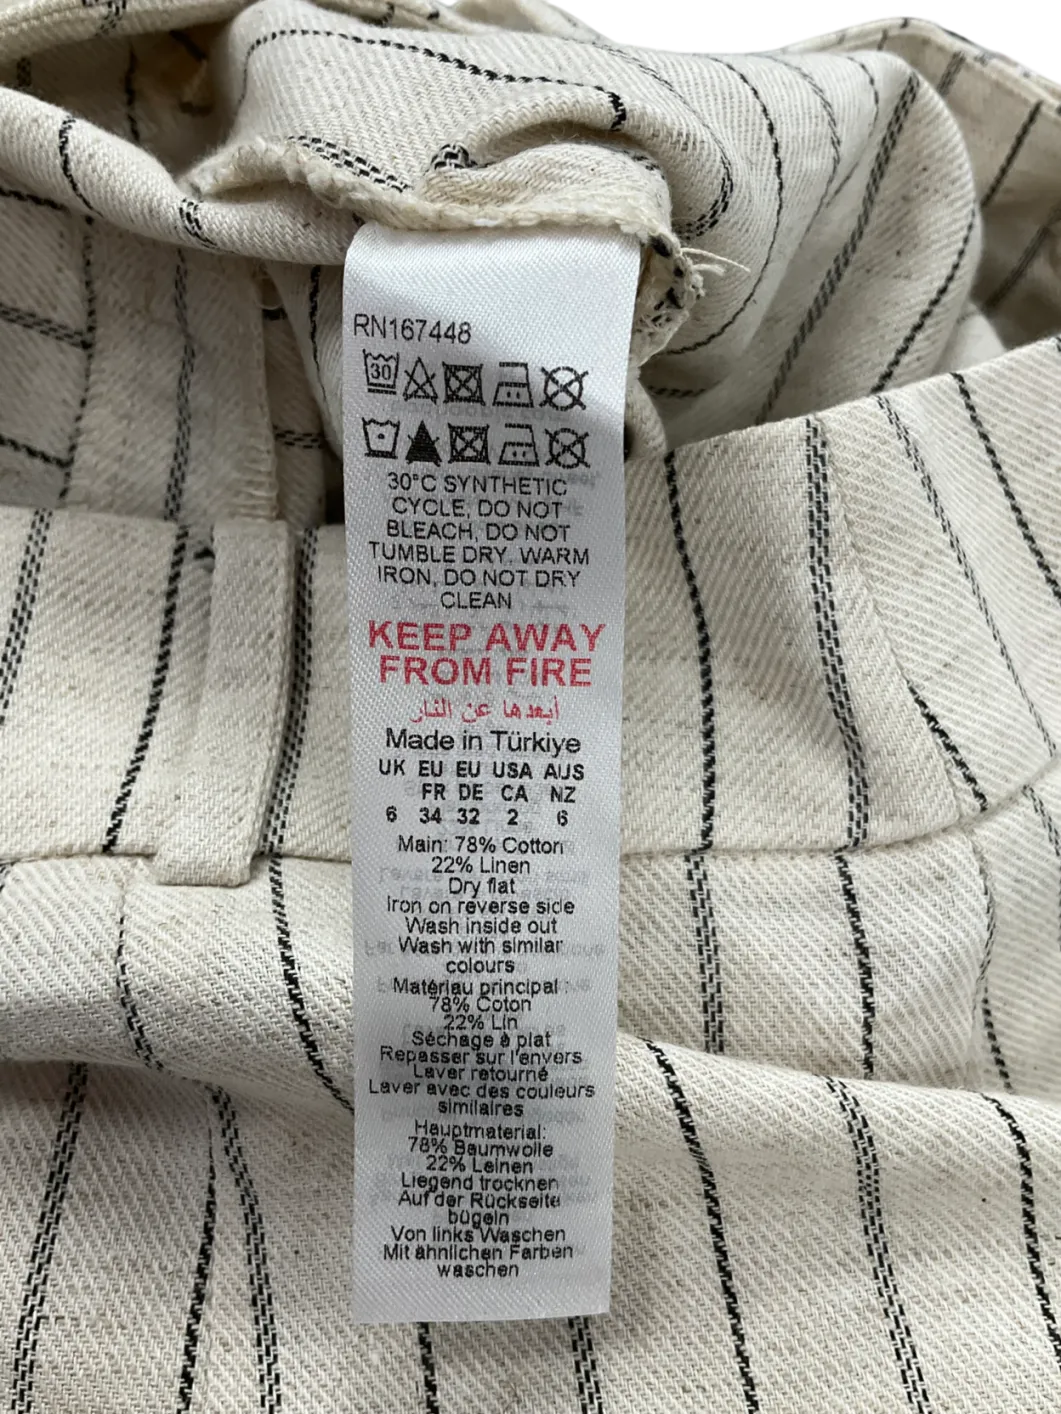 RN167448
30
30°C SYNTHETIC
CYCLE, DO NOT
BLEACH, DO NOT
TUMBLE DRY, WARM
IRON, DO NOT DRY
CLEAN
KEEP AWAY
FROM FIRE
أبعدها عن النار
Made in Türkiye
UK EU EU USA AUS
FR DE CA NZ
6 34 32 2 6
Main: 78% Cotton
22% Linen
Dry flat
Iron on reverse side
Wash inside out
Wash with similar
colours
Matériau principal :
78% Coton
22% Lin
Séchage à plat
Repasser sur l'envers
Laver retourné
Laver avec des couleurs
similaires
Hauptmaterial:
78% Baumwolle
22% Leinen
Liegend trocknen
Auf der Rückseite
bügeln
Von links Waschen
Mit ähnlichen Farben
waschen